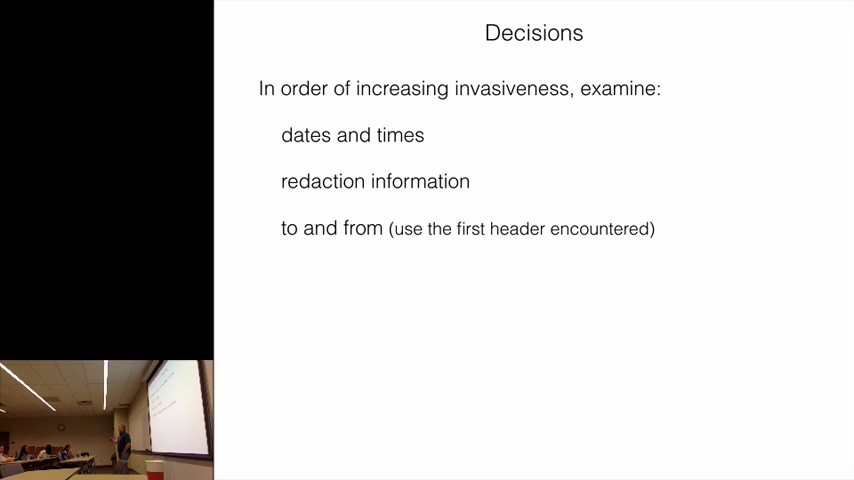 Decisions
In order of increasing invasiveness, examine:
dates and times
redaction information
to and from (use the first header encountered)